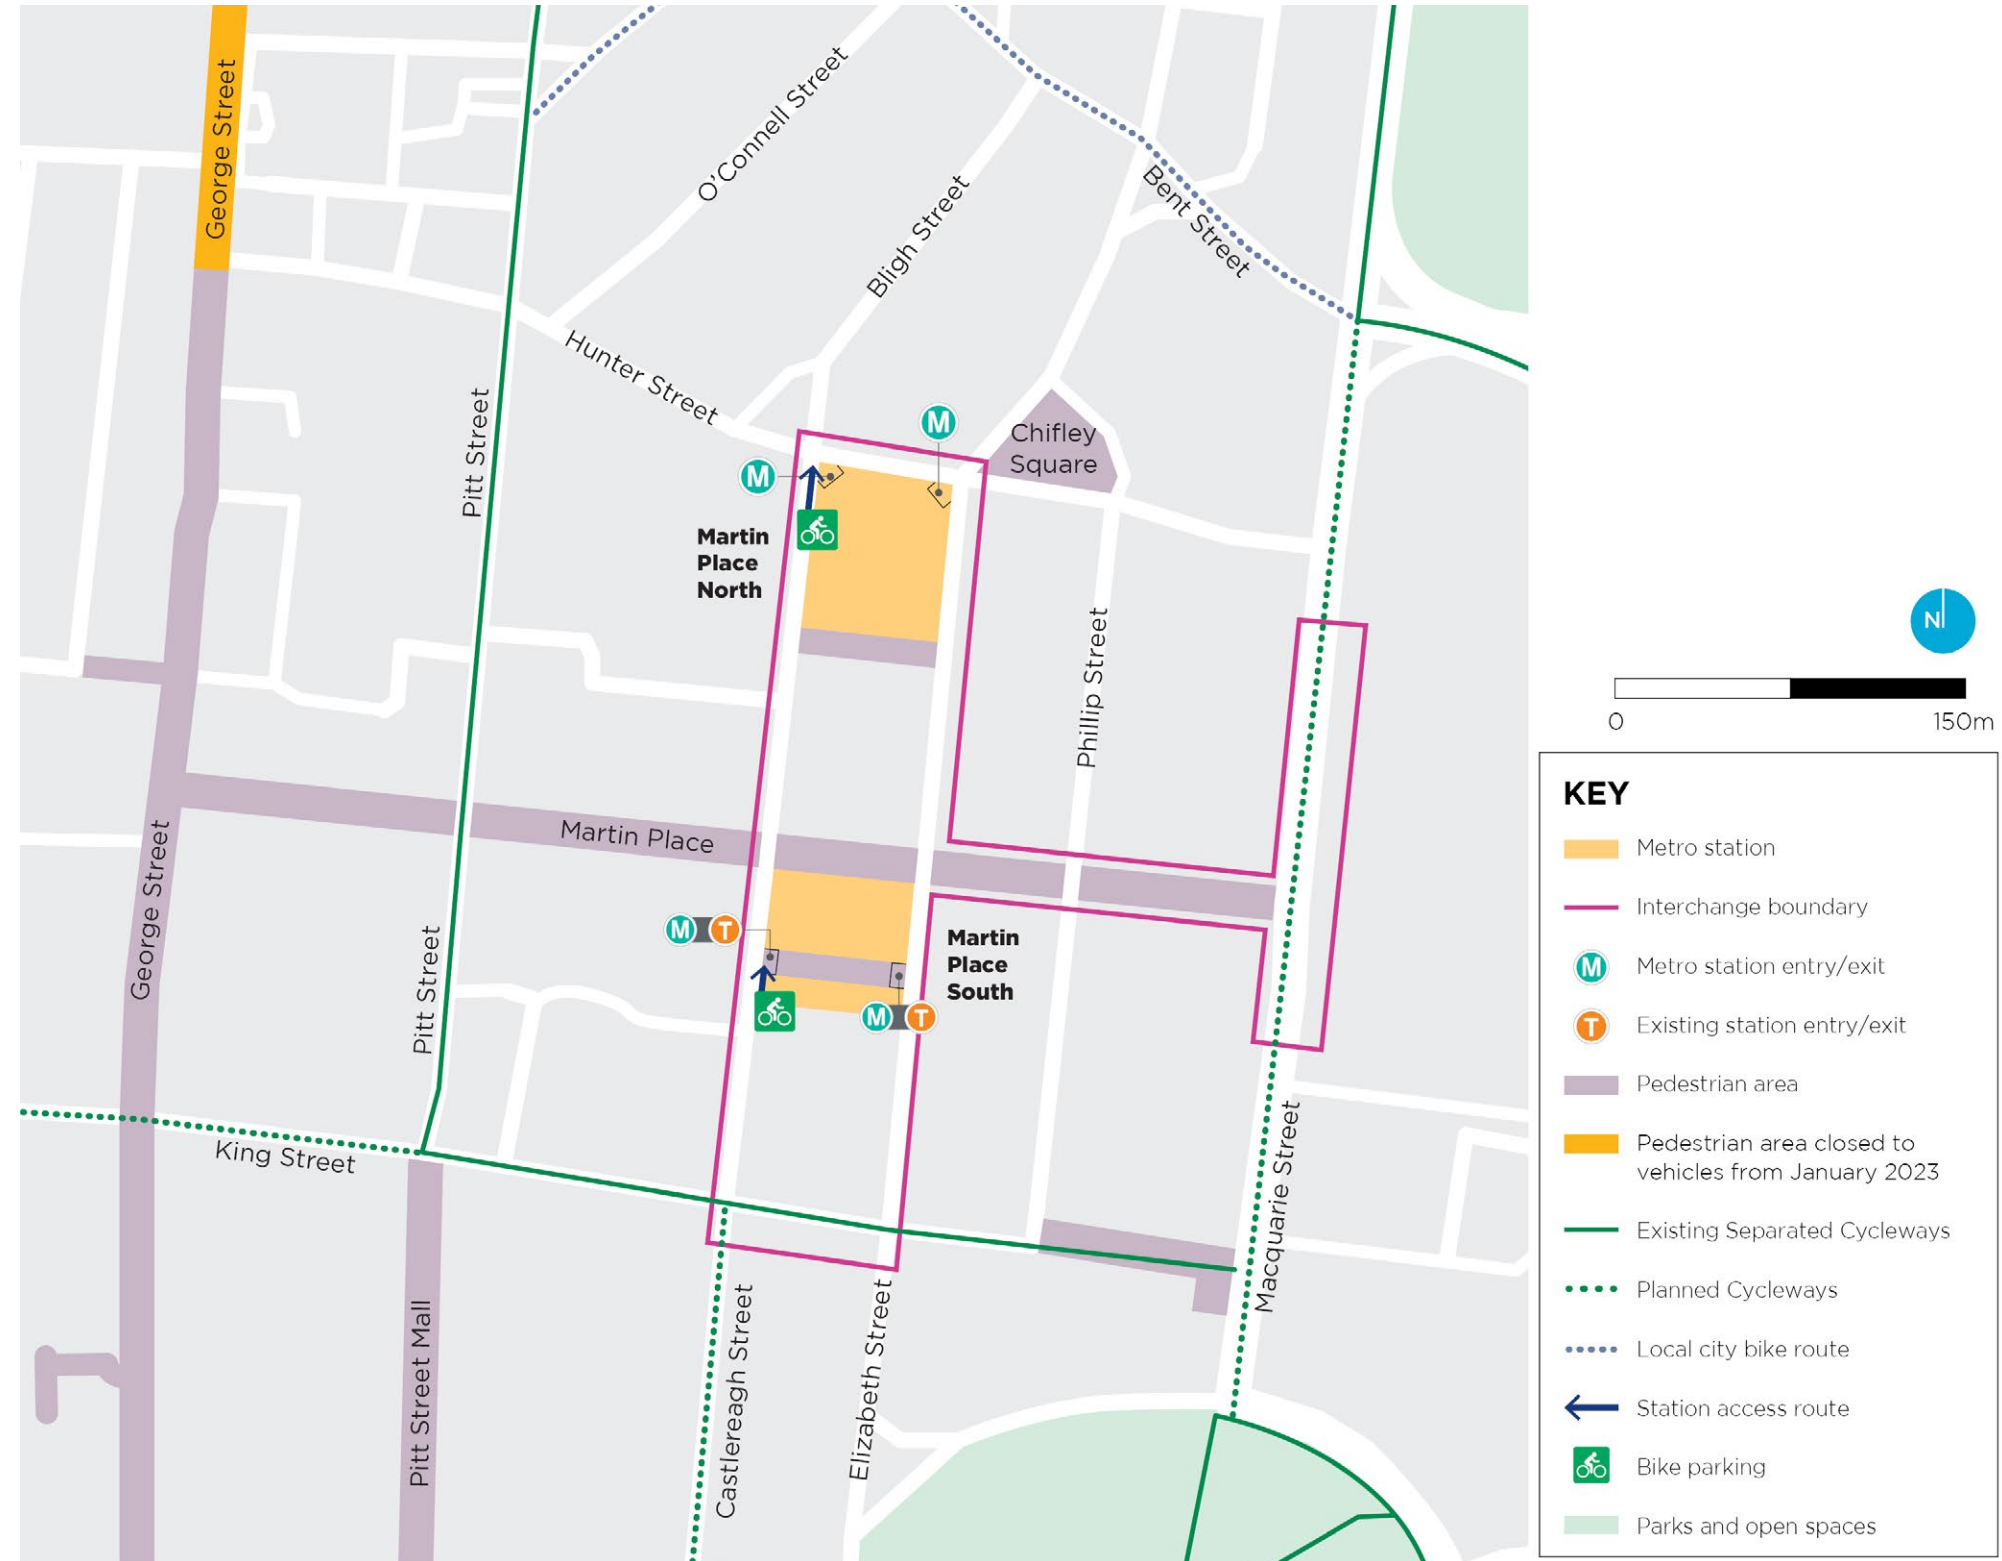 George Street
O'Connell Street
Bligh Street
Bent Street
Hunter Street
Pitt Street
M
M
Chifley
Square
Martin
Place
North
Phillip Street
N
0
150m
Martin Place
George Street
Pitt Street
M T
Martin
Place
South
M T
King Street
Macquarie Street
Pitt Street Mall
Castlereagh Street
Elizabeth Street
KEY
Metro station
Interchange boundary
M Metro station entry/exit
T Existing station entry/exit
Pedestrian area
Pedestrian area closed to
vehicles from January 2023
Existing Separated Cycleways
Planned Cycleways
Local city bike route
Station access route
Bike parking
Parks and open spaces